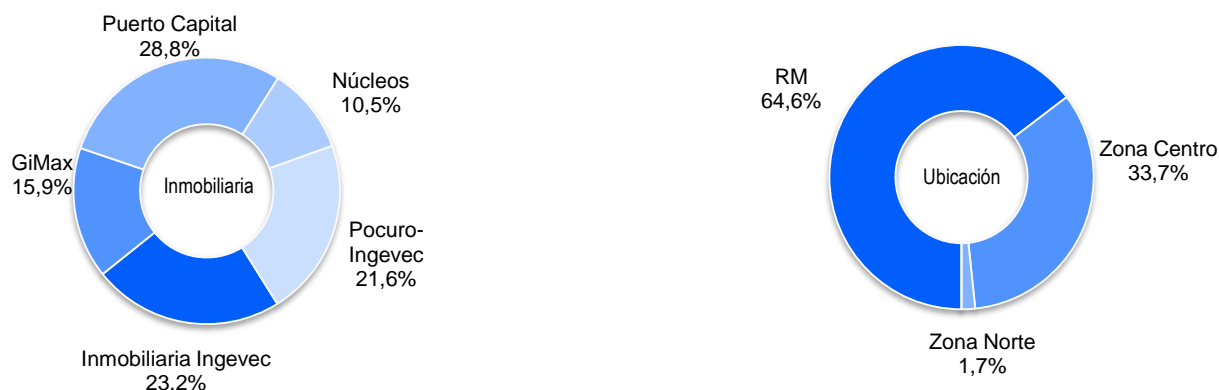 Puerto Capital
28,8%
Núcleos
10,5%
GiMax
15,9%
Inmobiliaria
Pocuro-
Ingevec
21,6%
Inmobiliaria Ingevec
23,2%
RM
64,6%
Zona Centro
33,7%
Ubicación
Zona Norte
1,7%